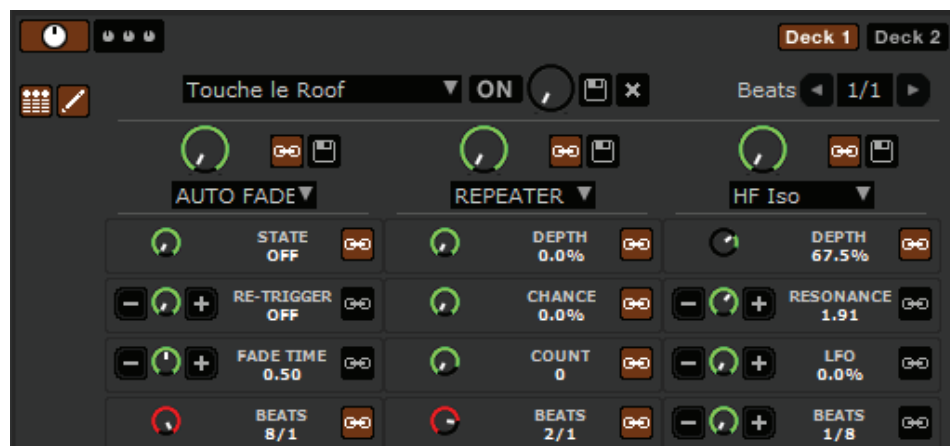 Deck 1 Deck 2
Touche le Roof ON Beats 1/1
AUTO FADE REPEATER HF Iso
STATE DEPTH DEPTH
OFF 0.0% 67.5%
RE-TRIGGER CHANCE RESONANCE
OFF 0.0% 1.91
FADE TIME COUNT LFO
0.50 0 0.0%
BEATS BEATS BEATS
8/1 2/1 1/8